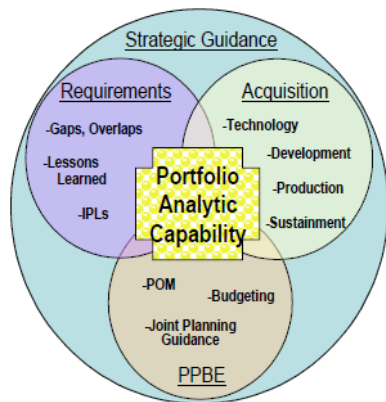 Strategic Guidance
Requirements
-Gaps, Overlaps
-Lessons
Learned
-IPLs
Acquisition
-Technology
-Development
-Production
-Sustainment
Portfolio
Analytic
Capability
-POM
-Budgeting
-Joint Planning
Guidance
PPBE